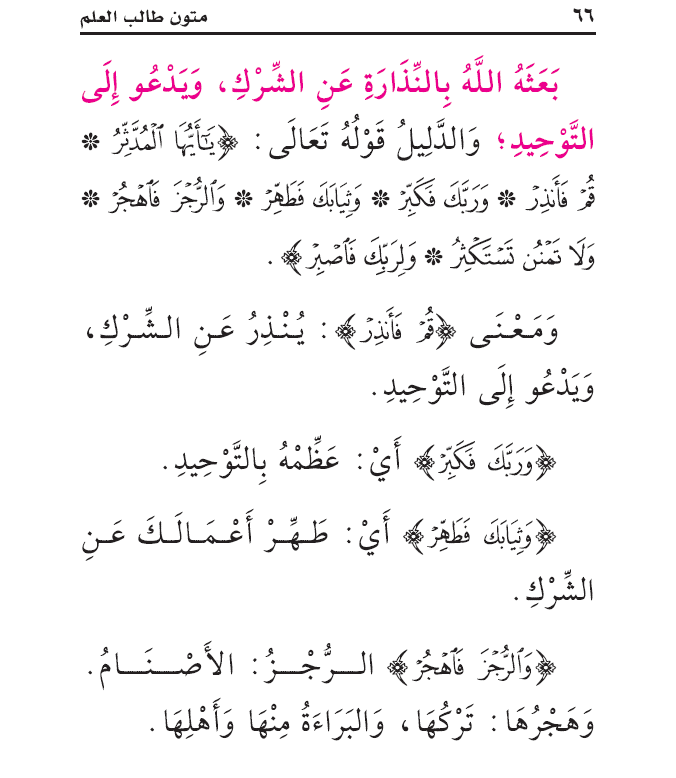 ٦٦ متون طالب العلم
بَعَثَهُ اللَّهُ بِالنِّذَارَةِ عَنِ الشِّرْكِ، وَيَدْعُو إِلَى
التَّوْحِيدِ؛ وَالدَّلِيلُ قَوْلُهُ تَعَالَى: ﴿يَٰٓأَيُّهَا ٱلْمُدَّثِّرُ *
قُمْ فَأَنذِرْ * وَرَبَّكَ فَكَبِّرْ * وَثِيَابَكَ فَطَهِّرْ * وَٱلرُّجْزَ فَٱهْجُرْ *
وَلَا تَمْنُن تَسْتَكْثِرُ * وَلِرَبِّكَ فَٱصْبِرْ﴾.
وَمَعْنَى ﴿قُمْ فَأَنذِرْ﴾: يُنْذِرُ عَنِ الشِّرْكِ،
وَيَدْعُو إِلَى التَّوْحِيدِ.
﴿وَرَبَّكَ فَكَبِّرْ﴾ أَيْ: عَظِّمْهُ بِالتَّوْحِيدِ.
﴿وَثِيَابَكَ فَطَهِّرْ﴾ أَيْ: طَهِّرْ أَعْمَالَكَ عَنِ
الشِّرْكِ.
﴿وَٱلرُّجْزَ فَٱهْجُرْ﴾ الرُّجْزُ: الأَصْنَامُ.
وَهَجْرُهَا: تَرْكُهَا، وَالبَرَاءَةُ مِنْهَا وَأَهْلِهَا.